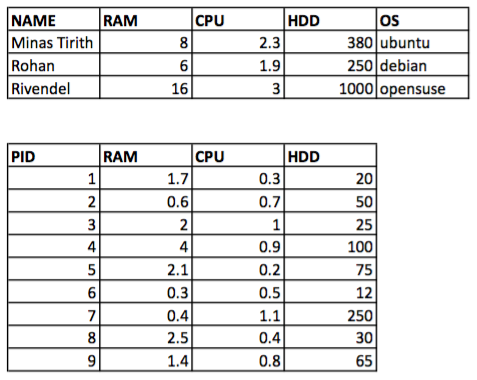 NAME RAM CPU HDD OS
Minas Tirith 8 2.3 380 ubuntu
Rohan 6 1.9 250 debian
Rivendel 16 3 1000 opensuse
PID RAM CPU HDD
1 1.7 0.3 20
2 0.6 0.7 50
3 2 1 25
4 4 0.9 100
5 2.1 0.2 75
6 0.3 0.5 12
7 0.4 1.1 250
8 2.5 0.4 30
9 1.4 0.8 65